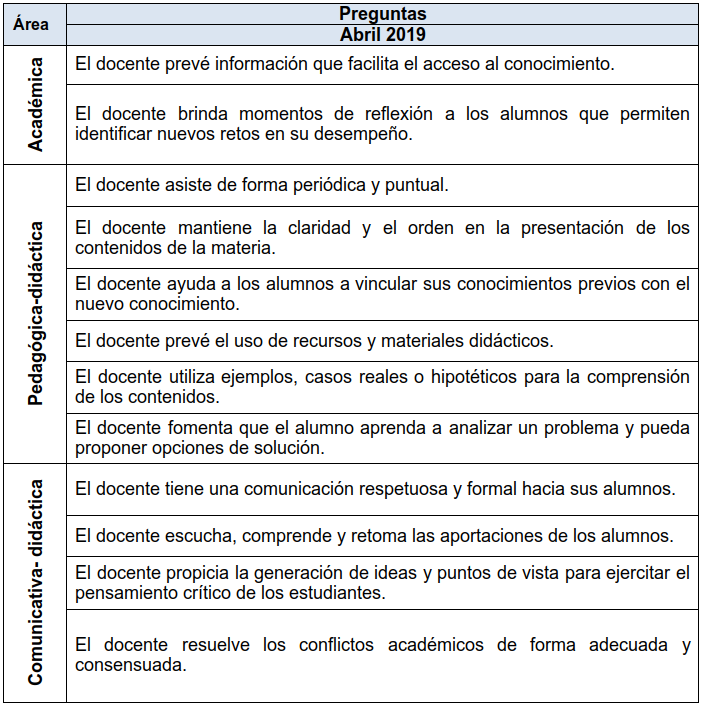 Área
Preguntas
Abril 2019
Académica
El docente prevé información que facilita el acceso al conocimiento.
El docente brinda momentos de reflexión a los alumnos que permiten
identificar nuevos retos en su desempeño.
Pedagógica-didáctica
El docente asiste de forma periódica y puntual.
El docente mantiene la claridad y el orden en la presentación de los
contenidos de la materia.
El docente ayuda a los alumnos a vincular sus conocimientos previos con el
nuevo conocimiento.
El docente prevé el uso de recursos y materiales didácticos.
El docente utiliza ejemplos, casos reales o hipotéticos para la comprensión
de los contenidos.
El docente fomenta que el alumno aprenda a analizar un problema y pueda
proponer opciones de solución.
Comunicativa- didáctica
El docente tiene una comunicación respetuosa y formal hacia sus alumnos.
El docente escucha, comprende y retoma las aportaciones de los alumnos.
El docente propicia la generación de ideas y puntos de vista para ejercitar el
pensamiento crítico de los estudiantes.
El docente resuelve los conflictos académicos de forma adecuada y
consensuada.